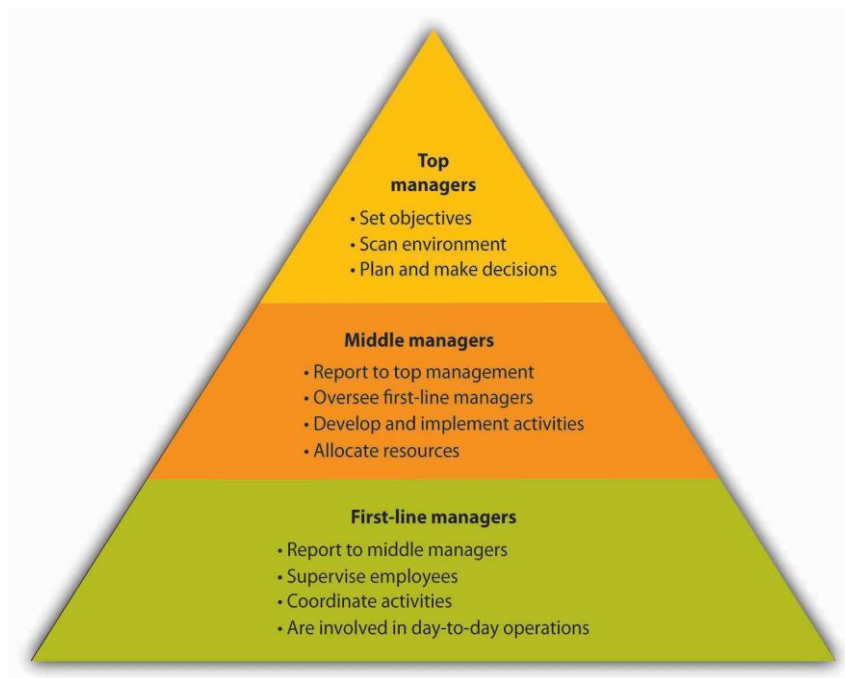 Top
managers
• Set objectives
• Scan environment
• Plan and make decisions
Middle managers
• Report to top management
• Oversee first-line managers
• Develop and implement activities
• Allocate resources
First-line managers
• Report to middle managers
• Supervise employees
• Coordinate activities
• Are involved in day-to-day operations